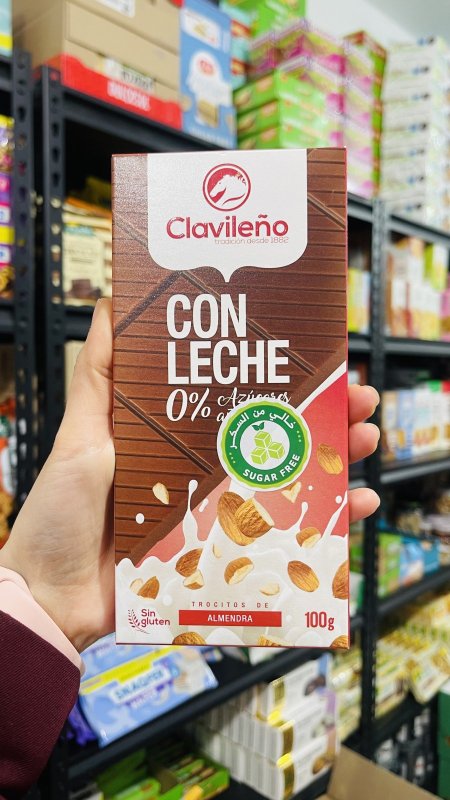 Clavileño
tradición desde 1882
CON
LECHE
0% Azúcares
خالي من السكر
SUGAR FREE
TROCITOS DE
ALMENDRA
Sin
gluten
100g